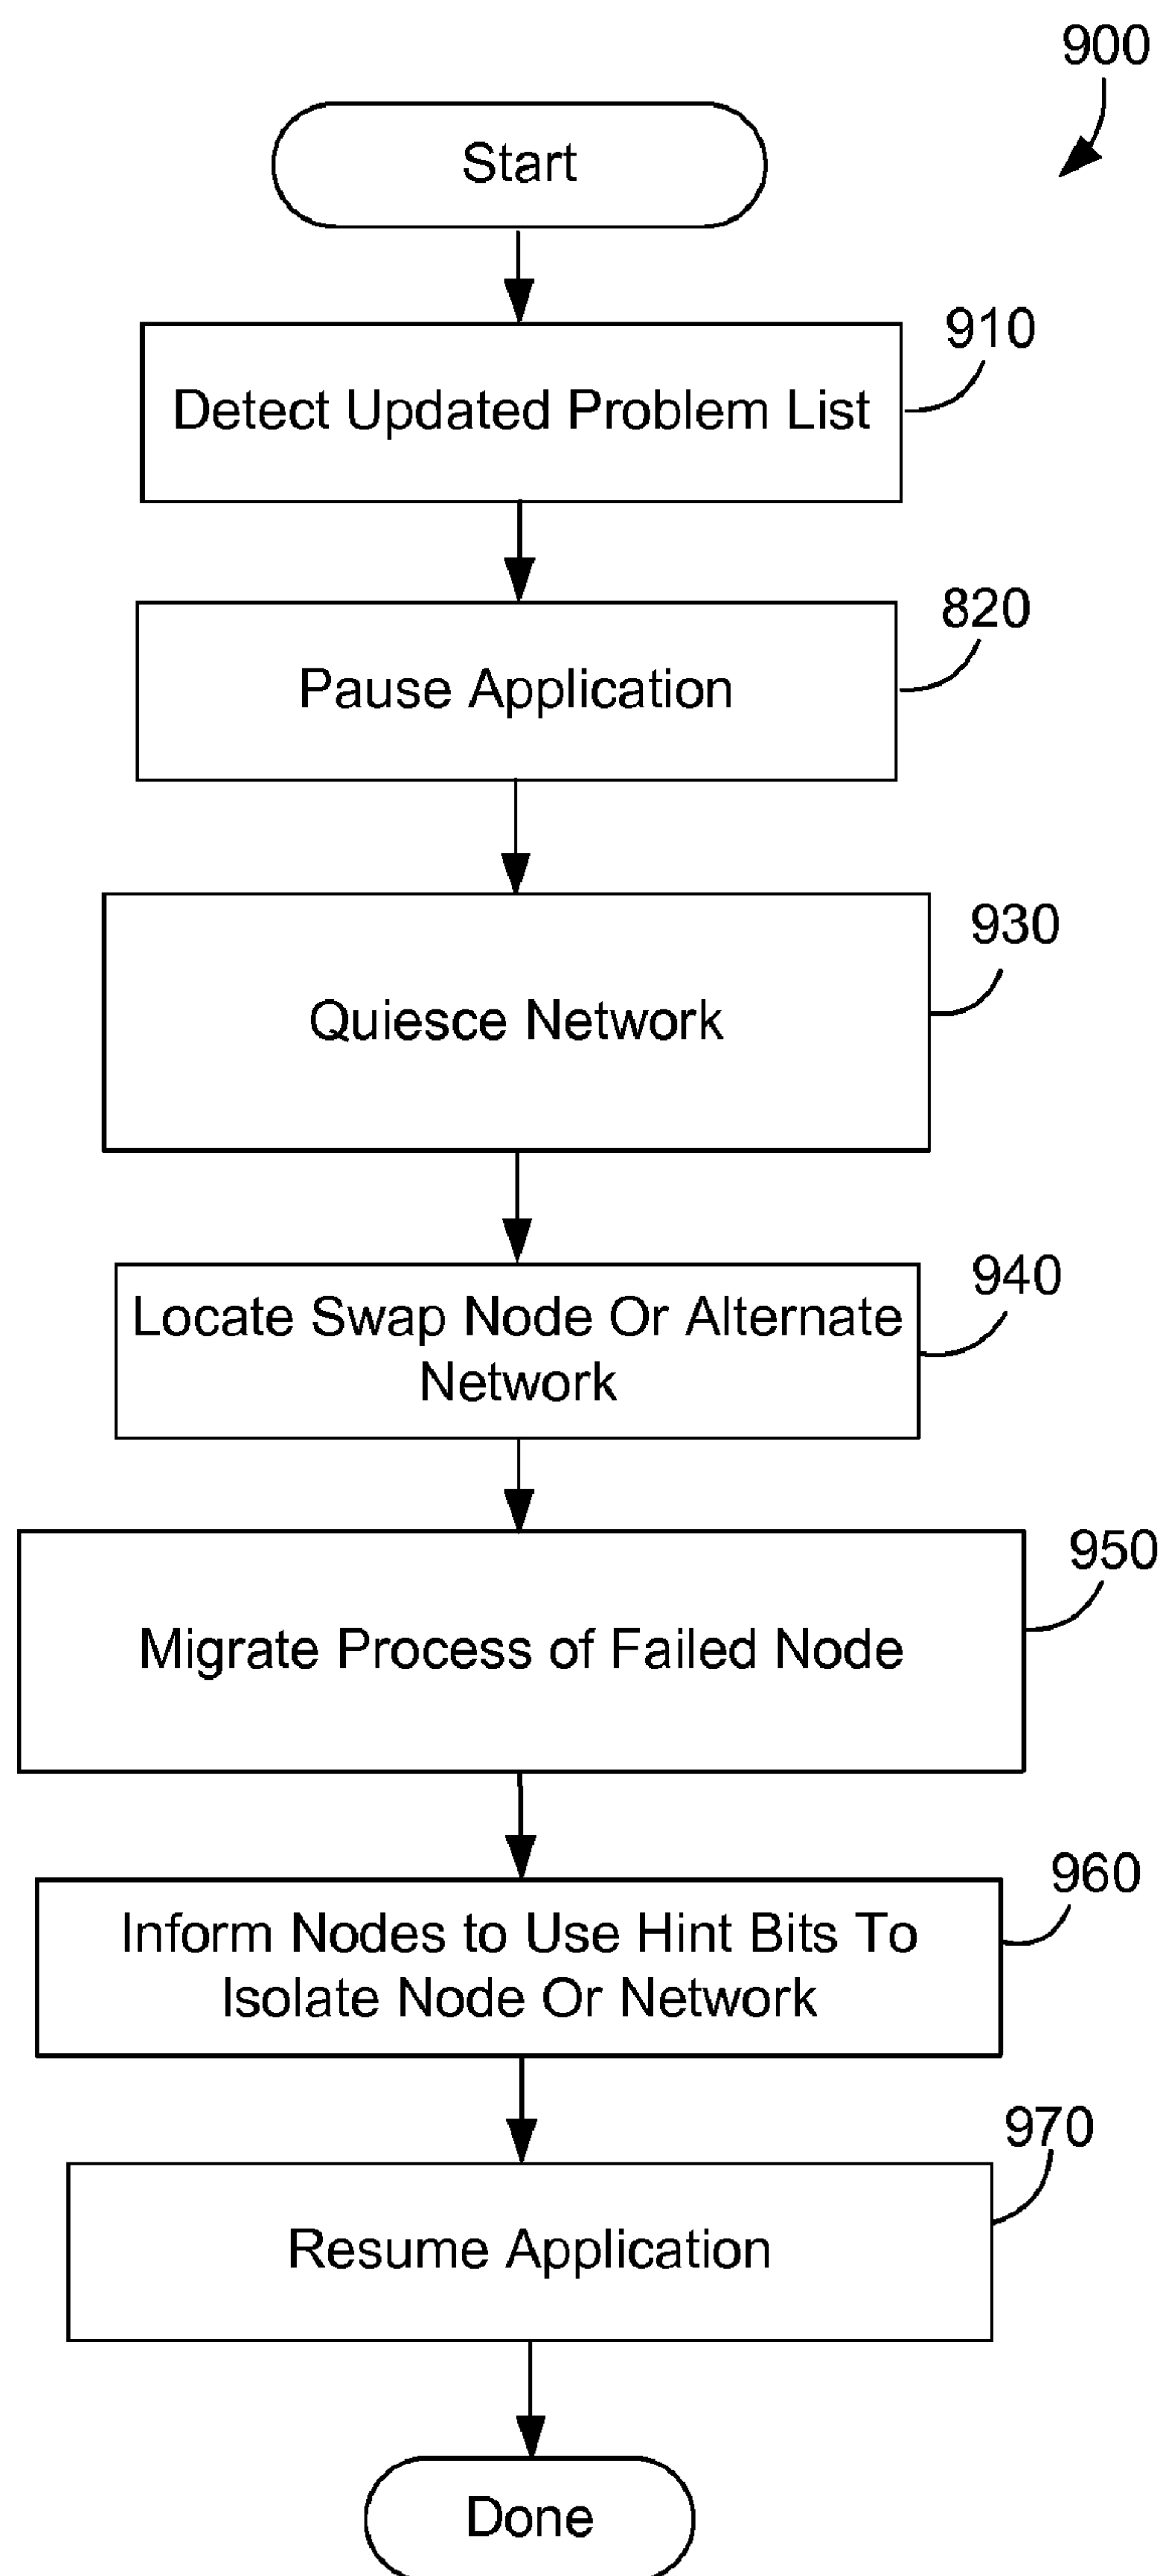 900
Start
910
Detect Updated Problem List
820
Pause Application
930
Quiesce Network
940
Locate Swap Node Or Alternate
Network
950
Migrate Process of Failed Node
960
Inform Nodes to Use Hint Bits To
Isolate Node Or Network
970
Resume Application
Done